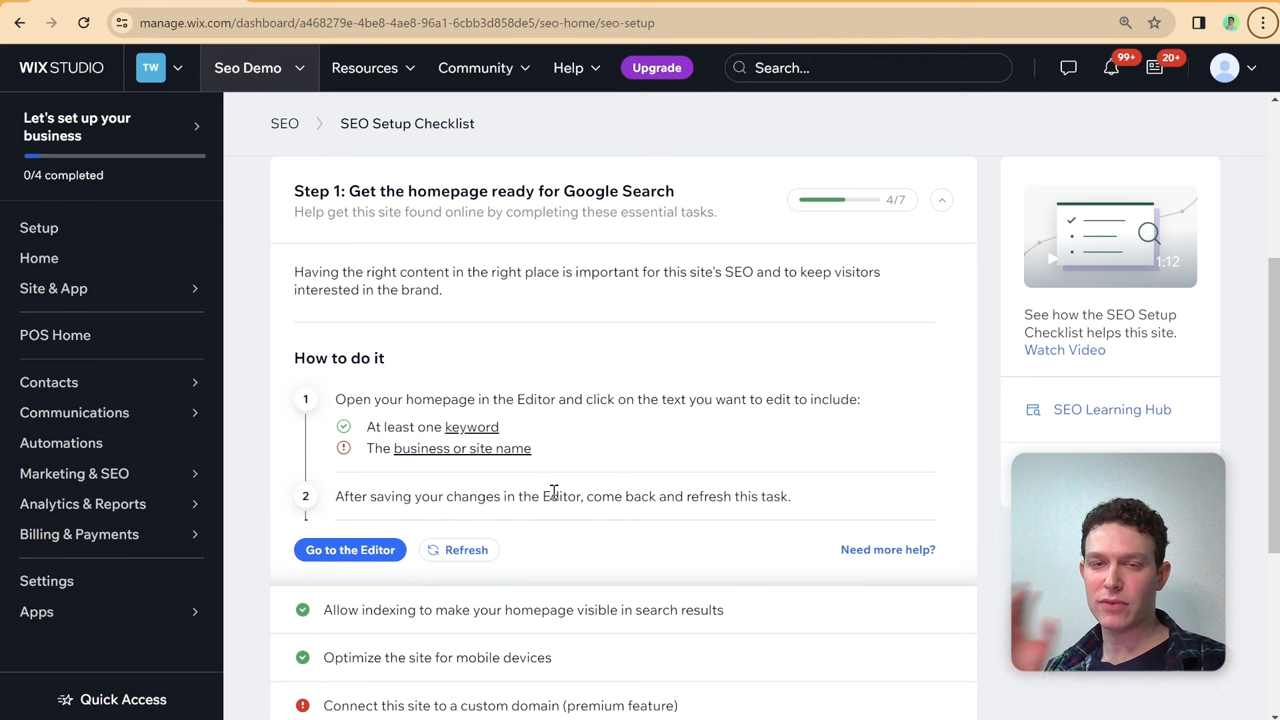 manage.wix.com/dashboard/a468279e-4be8-4ae8-96a1-6cbb3d858de5/seo-home/seo-setup
WIX STUDIO
TW
Seo Demo
Resources
Community
Help
Upgrade
Search...
99+
20+
Let's set up your
business
0/4 completed
Setup
Home
Site & App
POS Home
Contacts
Communications
Automations
Marketing & SEO
Analytics & Reports
Billing & Payments
Settings
Apps
Quick Access
SEO
SEO Setup Checklist
Step 1: Get the homepage ready for Google Search
4/7
Help get this site found online by completing these essential tasks.
Having the right content in the right place is important for this site's SEO and to keep visitors
interested in the brand.
How to do it
1
Open your homepage in the Editor and click on the text you want to edit to include:
At least one keyword
The business or site name
2
After saving your changes in the Editor, come back and refresh this task.
Go to the Editor
Refresh
Need more help?
Allow indexing to make your homepage visible in search results
Optimize the site for mobile devices
Connect this site to a custom domain (premium feature)
1:12
See how the SEO Setup
Checklist helps this site.
Watch Video
SEO Learning Hub